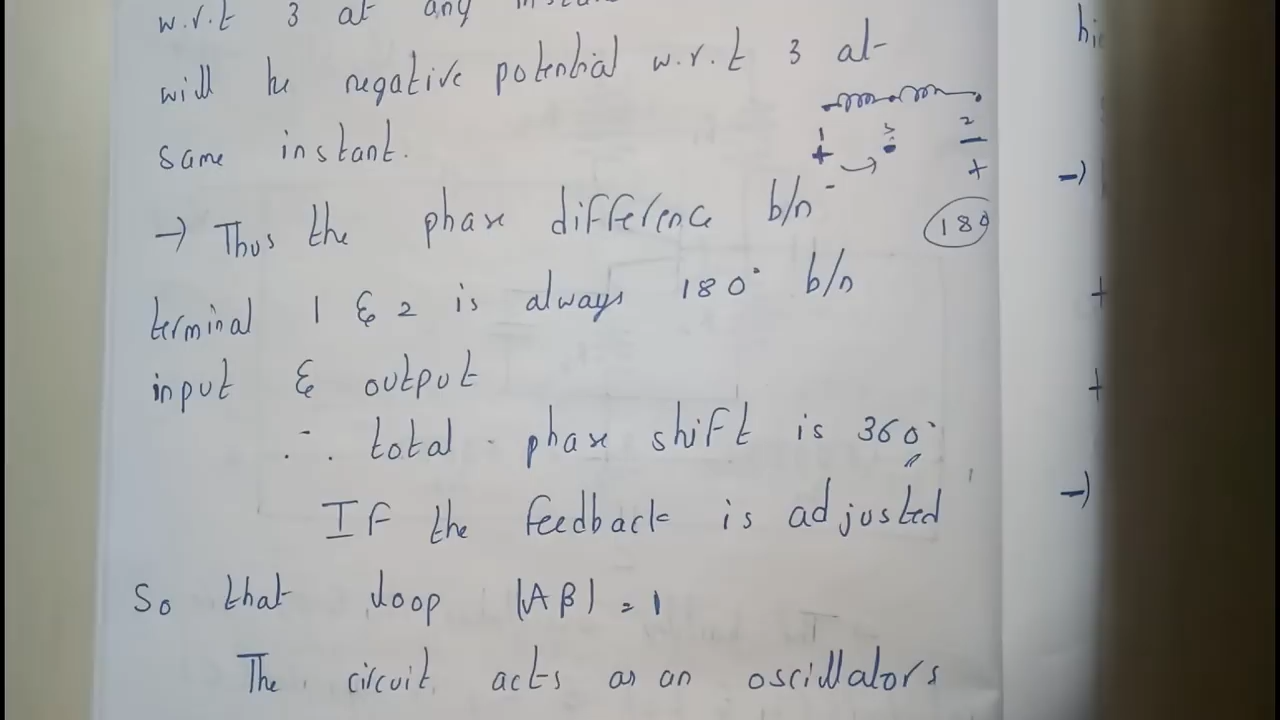 w.r.t 3 at any
will be negative potential w.r.t 3 at
same instant.
1 3 2
+ - +
→ Thus the phase difference b/n
180
terminal 1 & 2 is always 180° b/n
input & output
∴ total phase shift is 360°
If the feedback is adjusted
So that loop |Aβ| = 1
The circuit acts as an oscillators